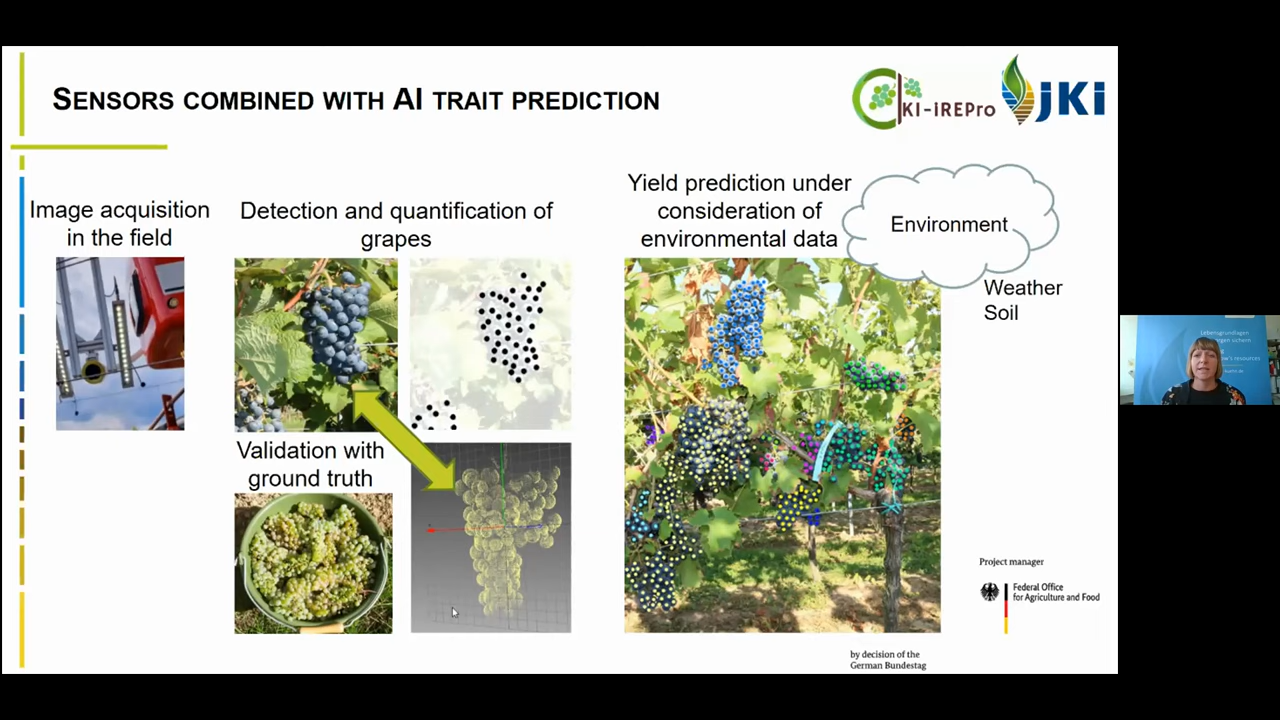 SENSORS COMBINED WITH AI TRAIT PREDICTION
KI-iREPro
JKi
Image acquisition
in the field
Detection and quantification of
grapes
Validation with
ground truth
Yield prediction under
consideration of
environmental data
Environment
Weather
Soil
Project manager
Federal Office
for Agriculture and Food
by decision of the
German Bundestag
Lebensgrundlagen